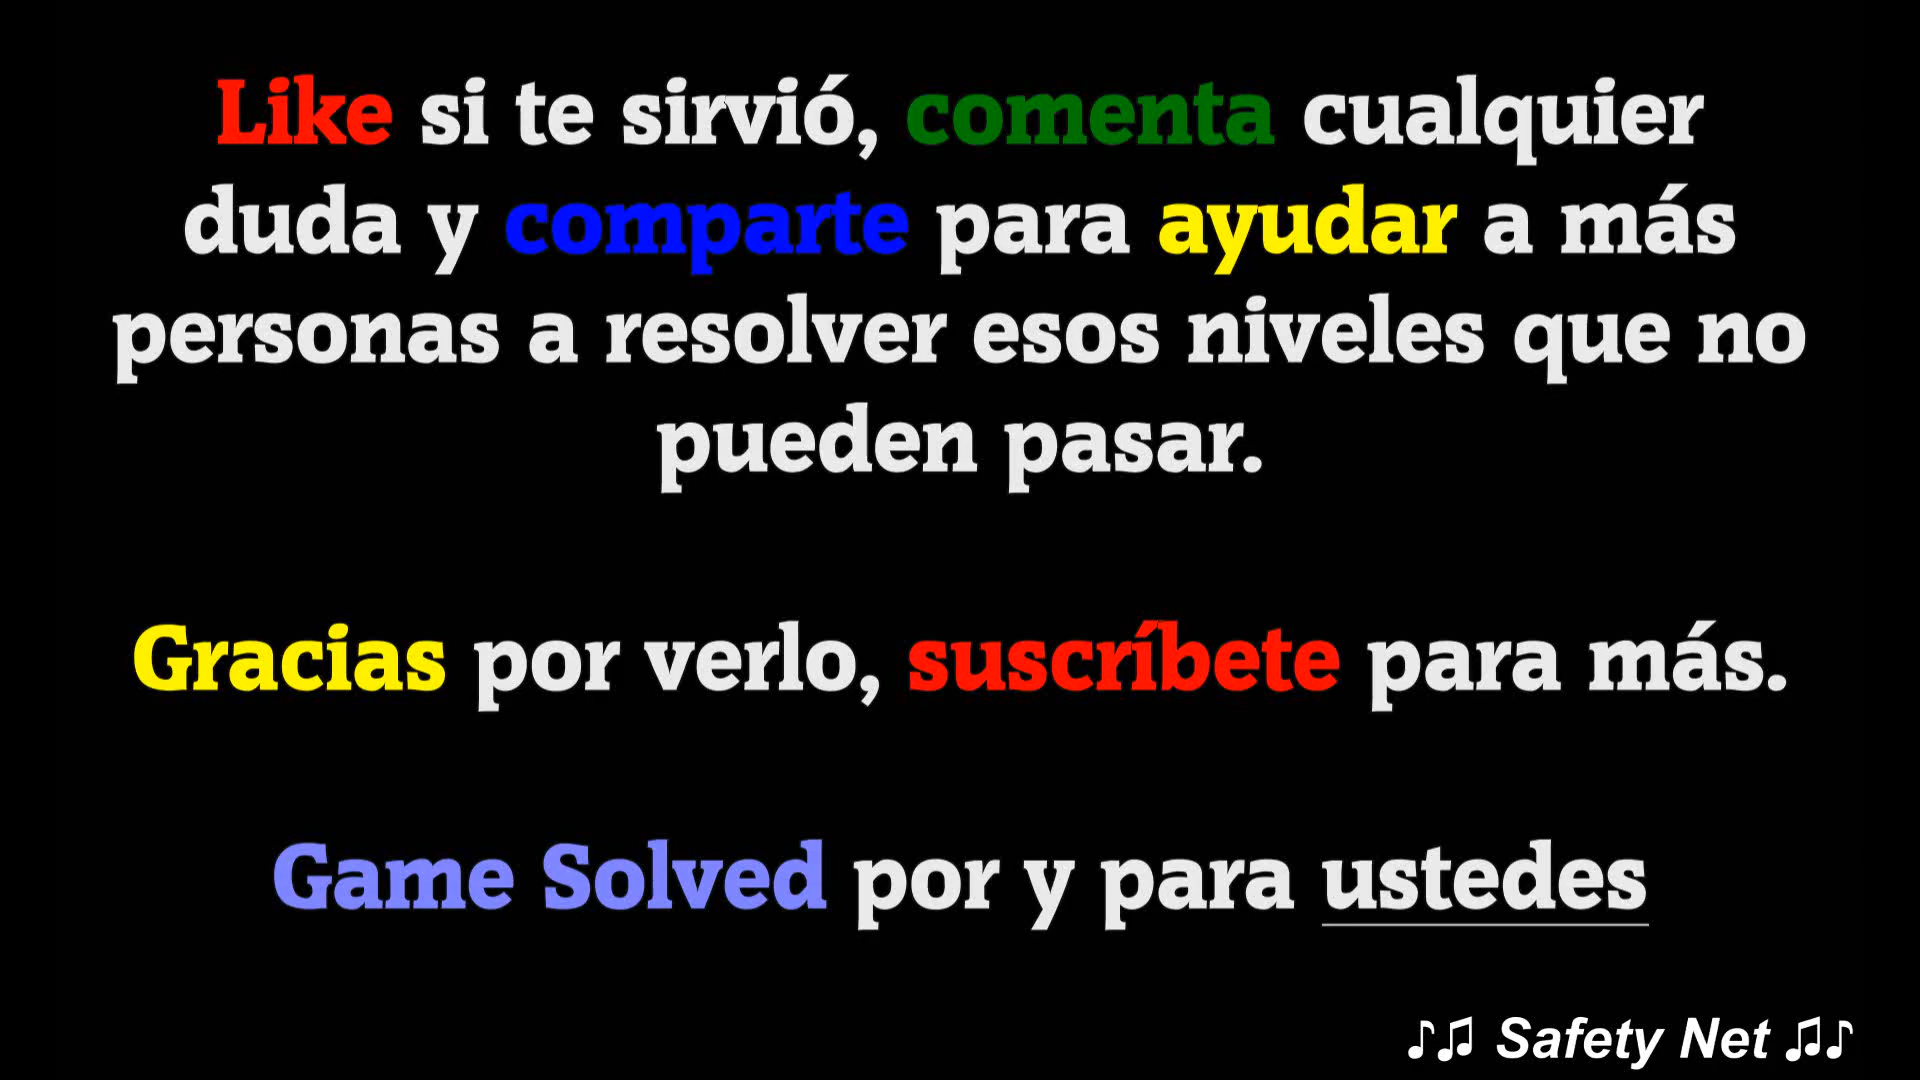 Like si te sirvió, comenta cualquier
duda y comparte para ayudar a más
personas a resolver esos niveles que no
pueden pasar.
Gracias por verlo, suscríbete para más.
Game Solved por y para ustedes
♪♫ Safety Net ♫♪